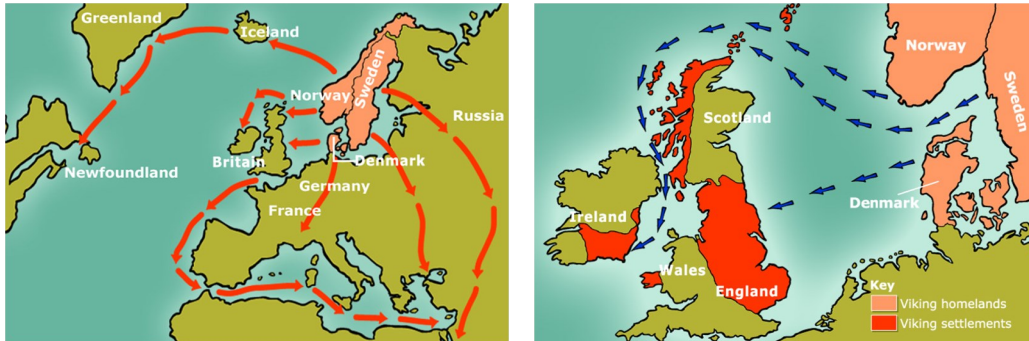 Greenland
Iceland
Sweden
Norway
Russia
Newfoundland
Britain
Denmark
Germany
France
Norway
Sweden
Scotland
Denmark
Ireland
Wales
England
Key
Viking homelands
Viking settlements